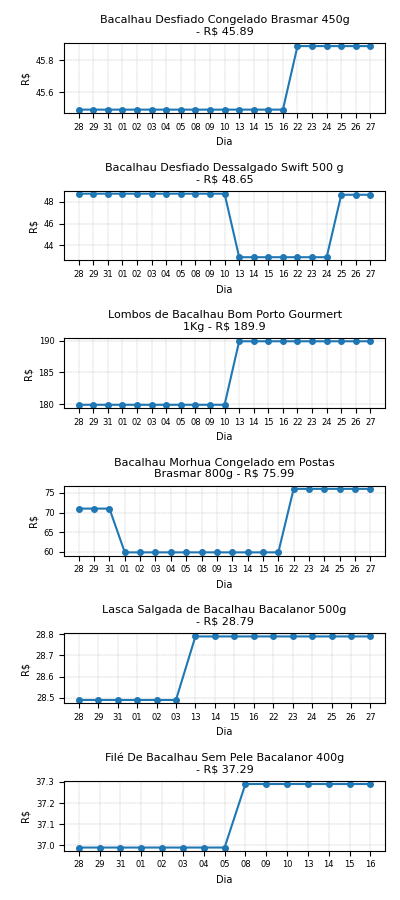 Bacalhau Desfiado Congelado Brasmar 450g
- R$ 45.89
45.8
45.6
R$
28 29 31 01 02 03 04 05 08 09 10 13 14 15 16 22 23 24 25 26 27
Dia
Bacalhau Desfiado Dessalgado Swift 500 g
- R$ 48.65
48
46
44
R$
28 29 31 01 02 03 04 05 08 09 10 13 14 15 16 22 23 24 25 26 27
Dia
Lombos de Bacalhau Bom Porto Gourmert
1Kg - R$ 189.9
190
185
180
R$
28 29 31 01 02 03 04 05 08 09 10 13 14 15 16 22 23 24 25 26 27
Dia
Bacalhau Morhua Congelado em Postas
Brasmar 800g - R$ 75.99
75
70
65
60
R$
28 29 31 01 02 03 04 05 08 09 13 14 15 16 22 23 24 25 26 27
Dia
Lasca Salgada de Bacalhau Bacalanor 500g
- R$ 28.79
28.8
28.7
28.6
28.5
R$
28 29 31 01 02 03 13 14 15 16 22 23 24 25 26 27
Dia
Filé De Bacalhau Sem Pele Bacalanor 400g
- R$ 37.29
37.3
37.2
37.1
37.0
R$
28 29 31 01 02 03 04 05 08 09 10 13 14 15 16
Dia